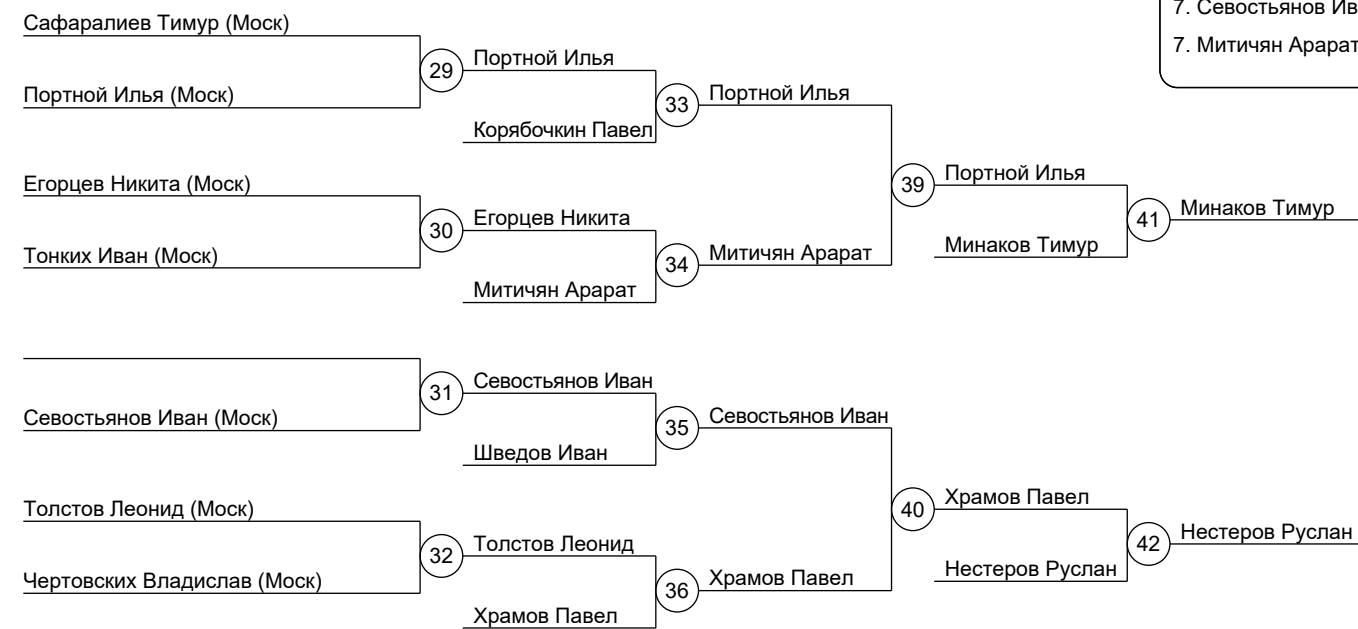 7. Севостьянов Ив
7. Митичян Арарат
Сафаралиев Тимур (Моск)
29
Портной Илья
Портной Илья (Моск)
33
Портной Илья
Корябочкин Павел
Егорцев Никита (Моск)
39
Портной Илья
30
Егорцев Никита
41
Минаков Тимур
Тонких Иван (Моск)
34
Митичян Арарат
Минаков Тимур
Митичян Арарат
31
Севостьянов Иван
Севостьянов Иван (Моск)
35
Севостьянов Иван
Шведов Иван
Толстов Леонид (Моск)
40
Храмов Павел
32
Толстов Леонид
42
Нестеров Руслан
Чертовских Владислав (Моск)
36
Храмов Павел
Нестеров Руслан
Храмов Павел